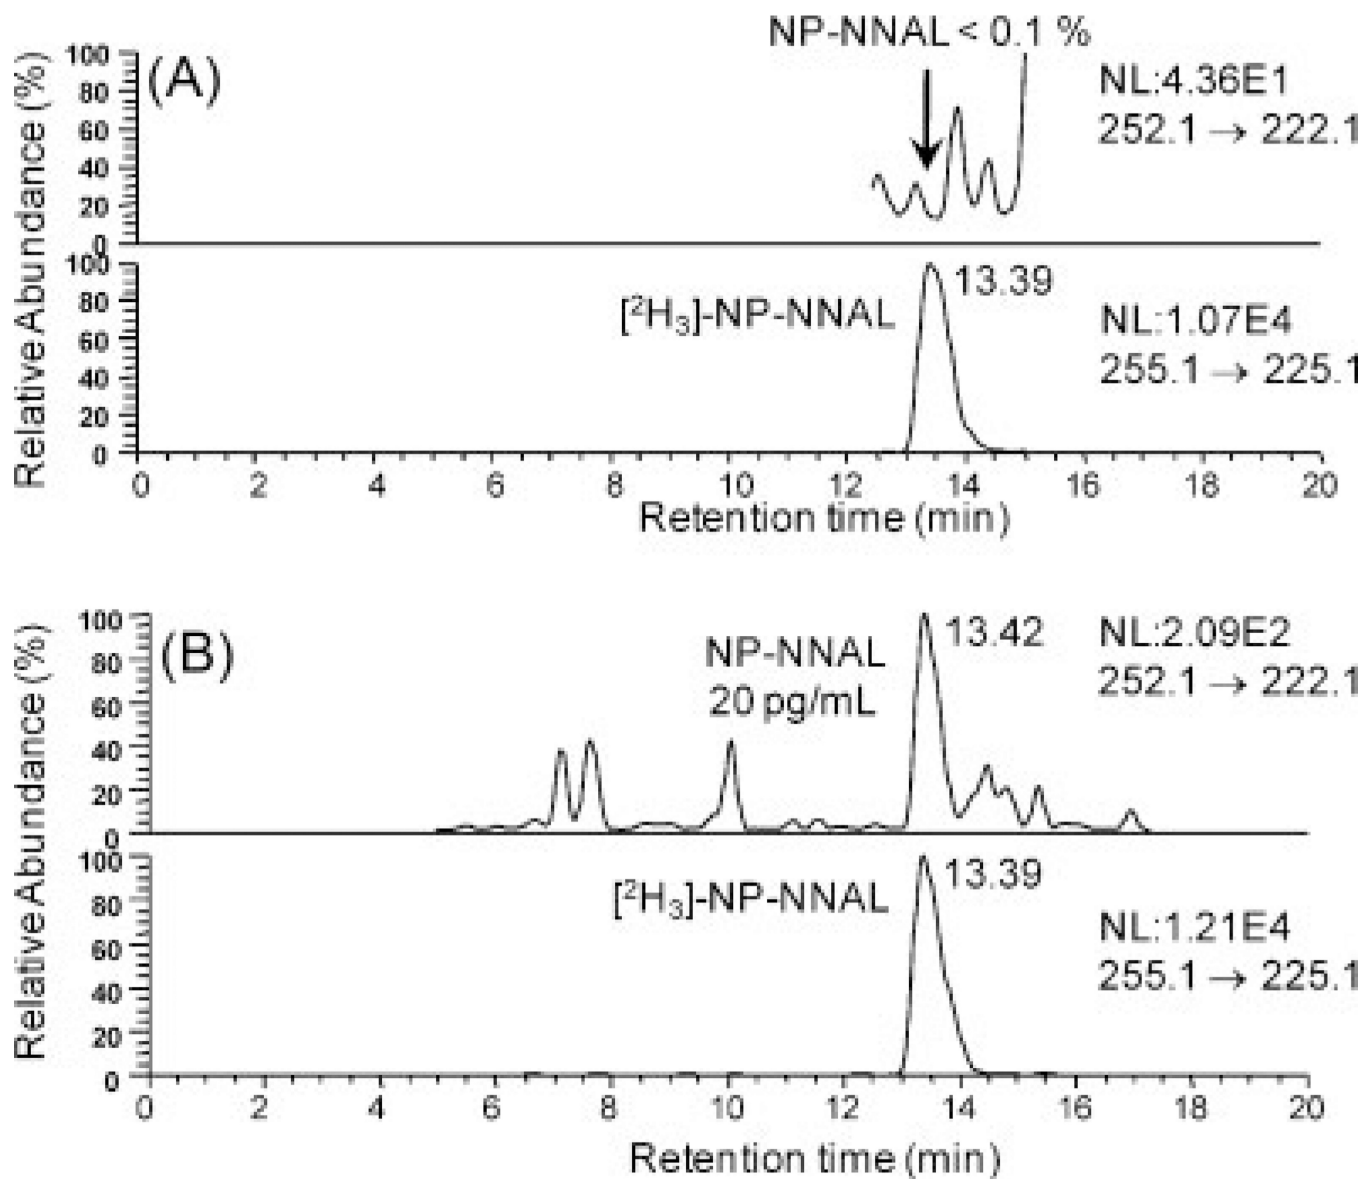 NP-NNAL < 0.1 %
(A)
NL:4.36E1
252.1 → 222.1
Relative Abundance (%)
100
80
60
40
20
0
[²H₃]-NP-NNAL
13.39
NL:1.07E4
255.1 → 225.1
100
80
60
40
20
0
0 2 4 6 8 10 12 14 16 18 20
Retention time (min)
(B)
NP-NNAL
20 pg/mL
13.42
NL:2.09E2
252.1 → 222.1
Relative Abundance (%)
100
80
60
40
20
0
[²H₃]-NP-NNAL
13.39
NL:1.21E4
255.1 → 225.1
100
80
60
40
20
0
0 2 4 6 8 10 12 14 16 18 20
Retention time (min)